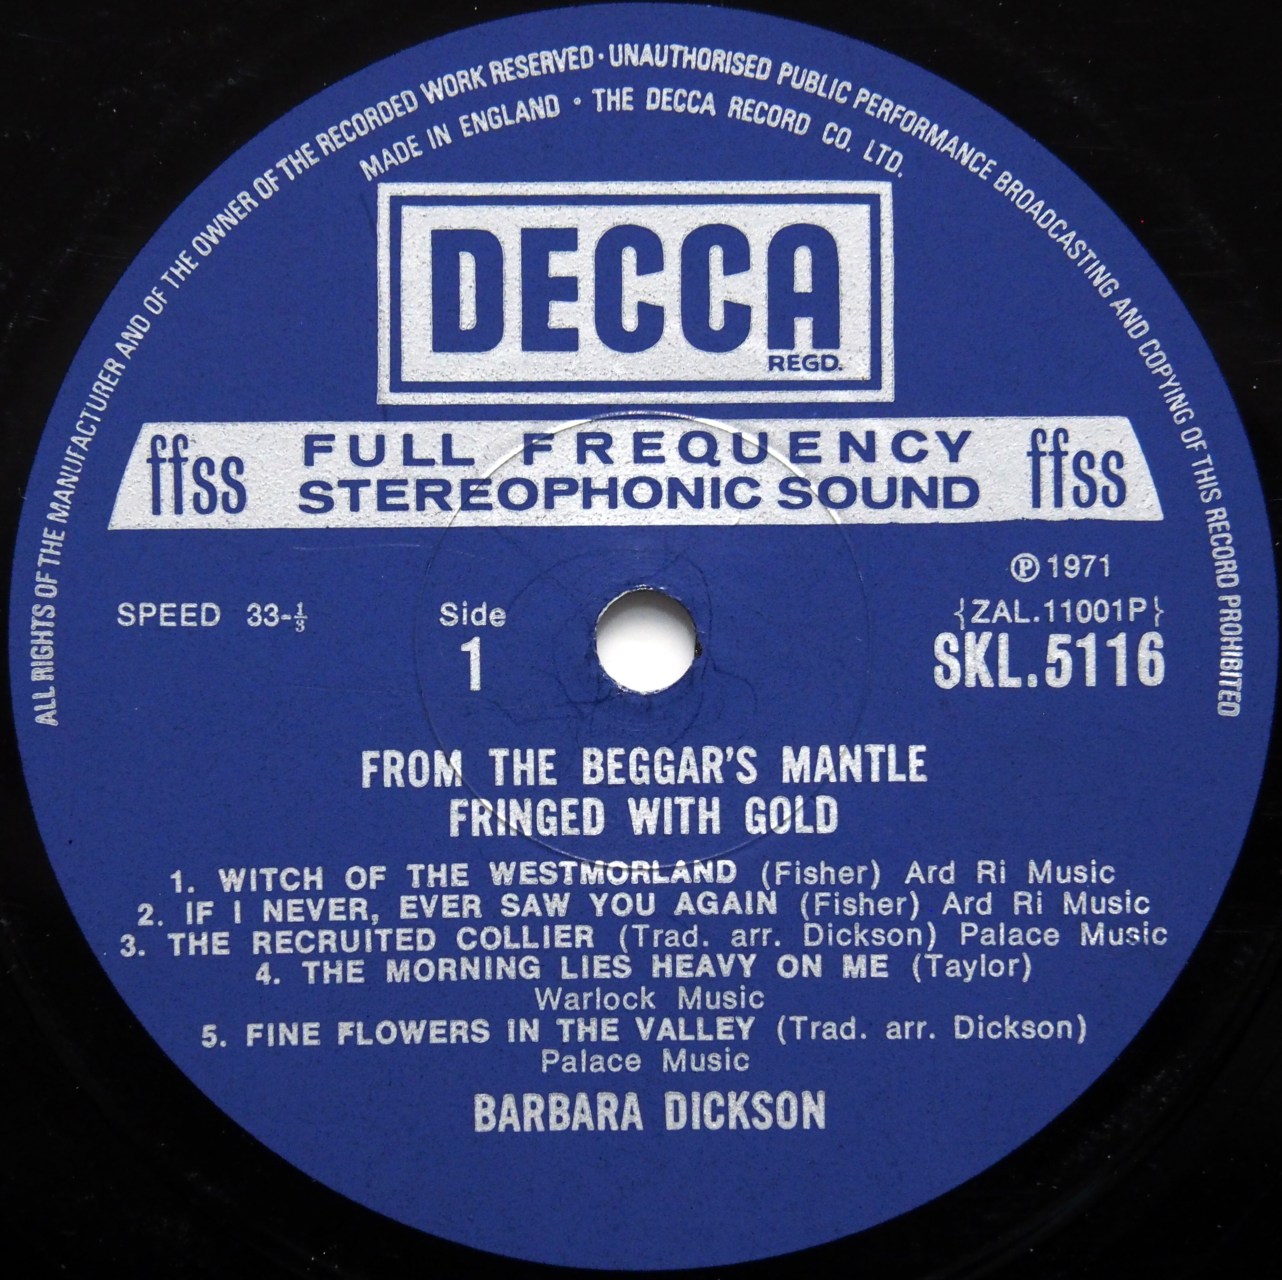 ALL RIGHTS OF THE MANUFACTURER AND OF THE OWNER OF THE RECORDED WORK RESERVED · UNAUTHORISED PUBLIC PERFORMANCE BROADCASTING AND COPYING OF THIS RECORD PROHIBITED
MADE IN ENGLAND · THE DECCA RECORD CO. LTD.
DECCA
REGD.
ffss FULL FREQUENCY STEREOPHONIC SOUND ffss
℗ 1971
SPEED 33-⅓ Side {ZAL.11001P}
1 SKL.5116
FROM THE BEGGAR'S MANTLE
FRINGED WITH GOLD
1. WITCH OF THE WESTMORLAND (Fisher) Ard Ri Music
2. IF I NEVER, EVER SAW YOU AGAIN (Fisher) Ard Ri Music
3. THE RECRUITED COLLIER (Trad. arr. Dickson) Palace Music
4. THE MORNING LIES HEAVY ON ME (Taylor)
Warlock Music
5. FINE FLOWERS IN THE VALLEY (Trad. arr. Dickson)
Palace Music
BARBARA DICKSON